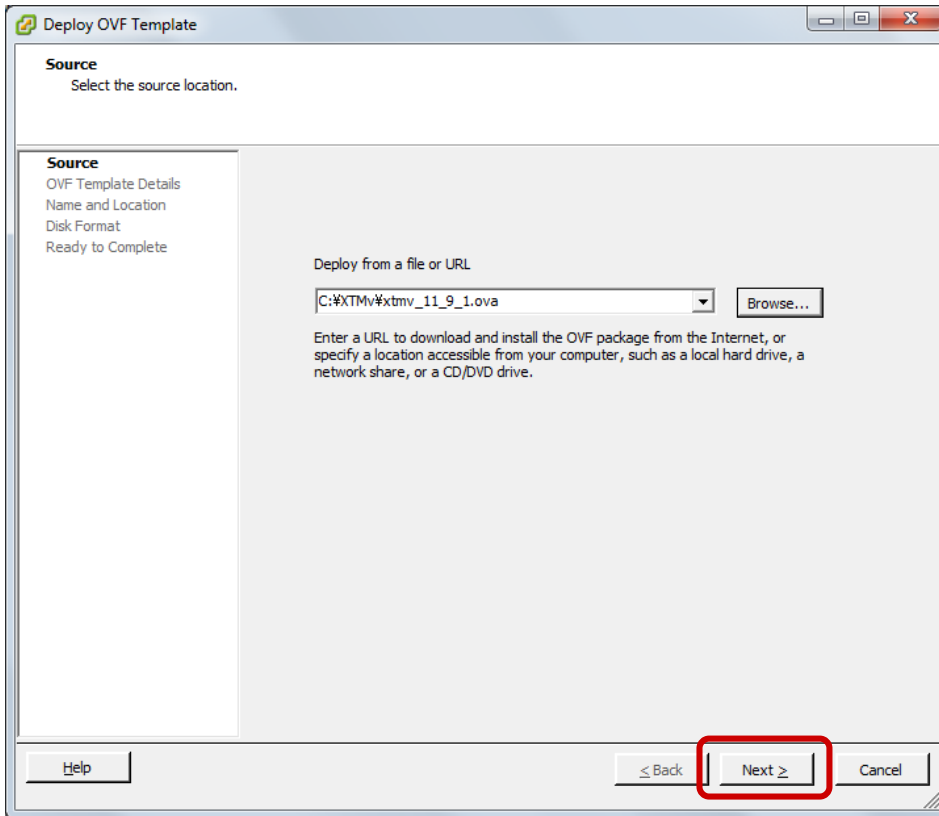 Deploy OVF Template
Source
Select the source location.
Source
OVF Template Details
Name and Location
Disk Format
Ready to Complete
Deploy from a file or URL
C:¥XTMv¥xtmv_11_9_1.ova
Browse...
Enter a URL to download and install the OVF package from the Internet, or
specify a location accessible from your computer, such as a local hard drive, a
network share, or a CD/DVD drive.
Help
< Back
Next >
Cancel